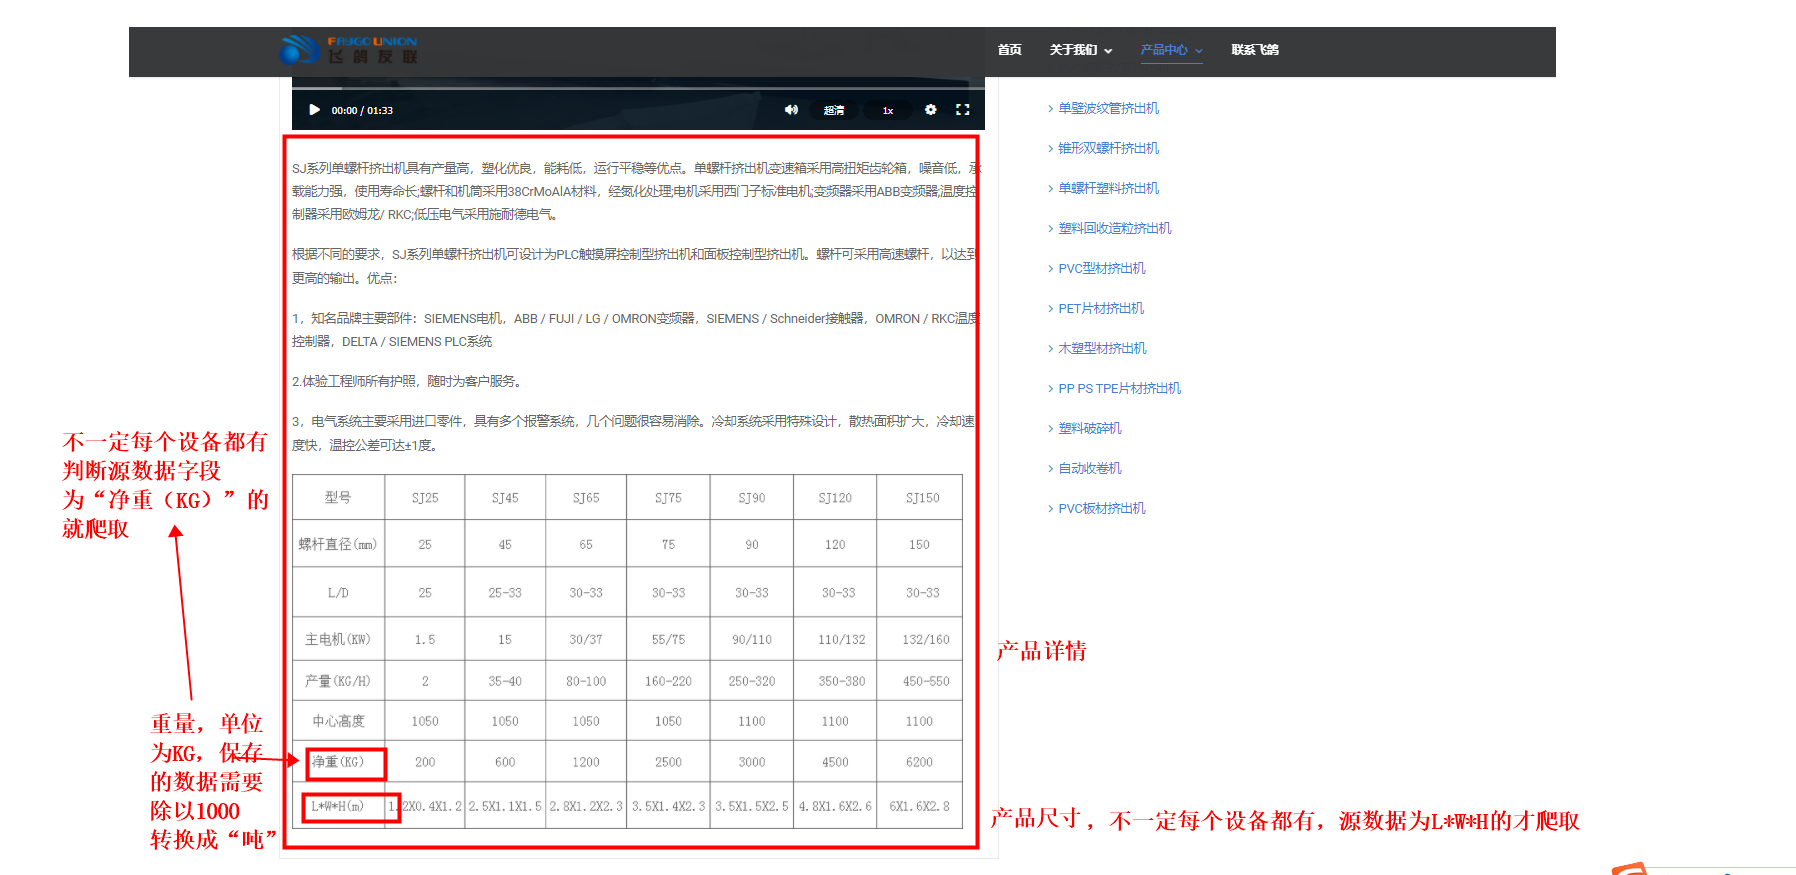 FAYGO UNION
飞鸽友联
首页 关于我们 产品中心 联系飞鸽
00:00 / 01:33 超清 1x
SJ系列单螺杆挤出机具有产量高，塑化优良，能耗低，运行平稳等优点。单螺杆挤出机变速箱采用高扭矩齿轮箱，噪音低，承
载能力强，使用寿命长;螺杆和机筒采用38CrMoAlA材料，经氮化处理;电机采用西门子标准电机;变频器采用ABB变频器;温度控
制器采用欧姆龙/ RKC;低压电气采用施耐德电气。
根据不同的要求，SJ系列单螺杆挤出机可设计为PLC触摸屏控制型挤出机和面板控制型挤出机。螺杆可采用高速螺杆，以达到
更高的输出。优点：
1，知名品牌主要部件：SIEMENS电机，ABB / FUJI / LG / OMRON变频器，SIEMENS / Schneider接触器，OMRON / RKC温度
控制器，DELTA / SIEMENS PLC系统
2.体验工程师所有护照，随时为客户服务。
3，电气系统主要采用进口零件，具有多个报警系统，几个问题很容易消除。冷却系统采用特殊设计，散热面积扩大，冷却速
度快，温控公差可达±1度。
型号 SJ25 SJ45 SJ65 SJ75 SJ90 SJ120 SJ150
螺杆直径(mm) 25 45 65 75 90 120 150
L/D 25 25-33 30-33 30-33 30-33 30-33 30-33
主电机(KW) 1.5 15 30/37 55/75 90/110 110/132 132/160
产量(KG/H) 2 35-40 80-100 160-220 250-320 350-380 450-550
中心高度 1050 1050 1050 1050 1100 1100 1100
净重(KG) 200 600 1200 2500 3000 4500 6200
L*W*H(m) 1.2X0.4X1.2 2.5X1.1X1.5 2.8X1.2X2.3 3.5X1.4X2.3 3.5X1.5X2.5 4.8X1.6X2.6 6X1.6X2.8
单壁波纹管挤出机
锥形双螺杆挤出机
单螺杆塑料挤出机
塑料回收造粒挤出机
PVC型材挤出机
PET片材挤出机
木塑型材挤出机
PP PS TPE片材挤出机
塑料破碎机
自动收卷机
PVC板材挤出机
不一定每个设备都有
判断源数据字段
为“净重（KG）”的
就爬取
重量，单位
为KG，保存
的数据需要
除以1000
转换成“吨”
产品详情
产品尺寸，不一定每个设备都有，源数据为L*W*H的才爬取